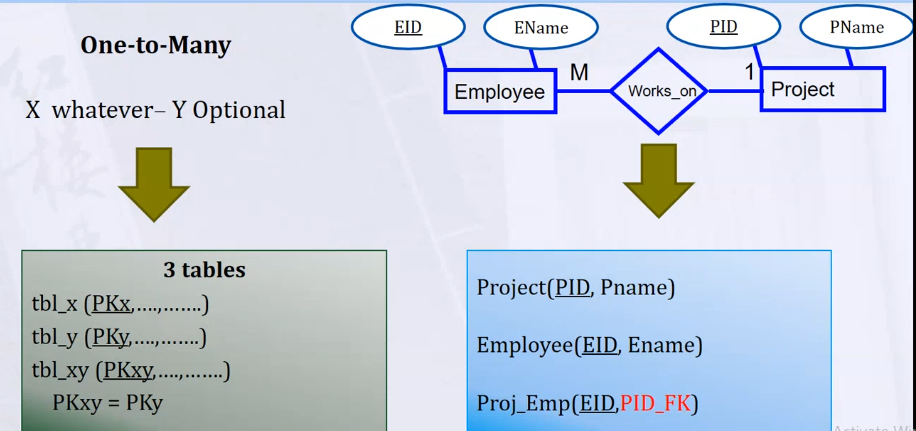 One-to-Many
X whatever– Y Optional
EID
EName
PID
PName
Employee
M
Works_on
1
Project
3 tables
tbl_x (PKx,....,.......)
tbl_y (PKy,....,.......)
tbl_xy (PKxy,....,.......)
PKxy = PKy
Project(PID, Pname)
Employee(EID, Ename)
Proj_Emp(EID,PID_FK)